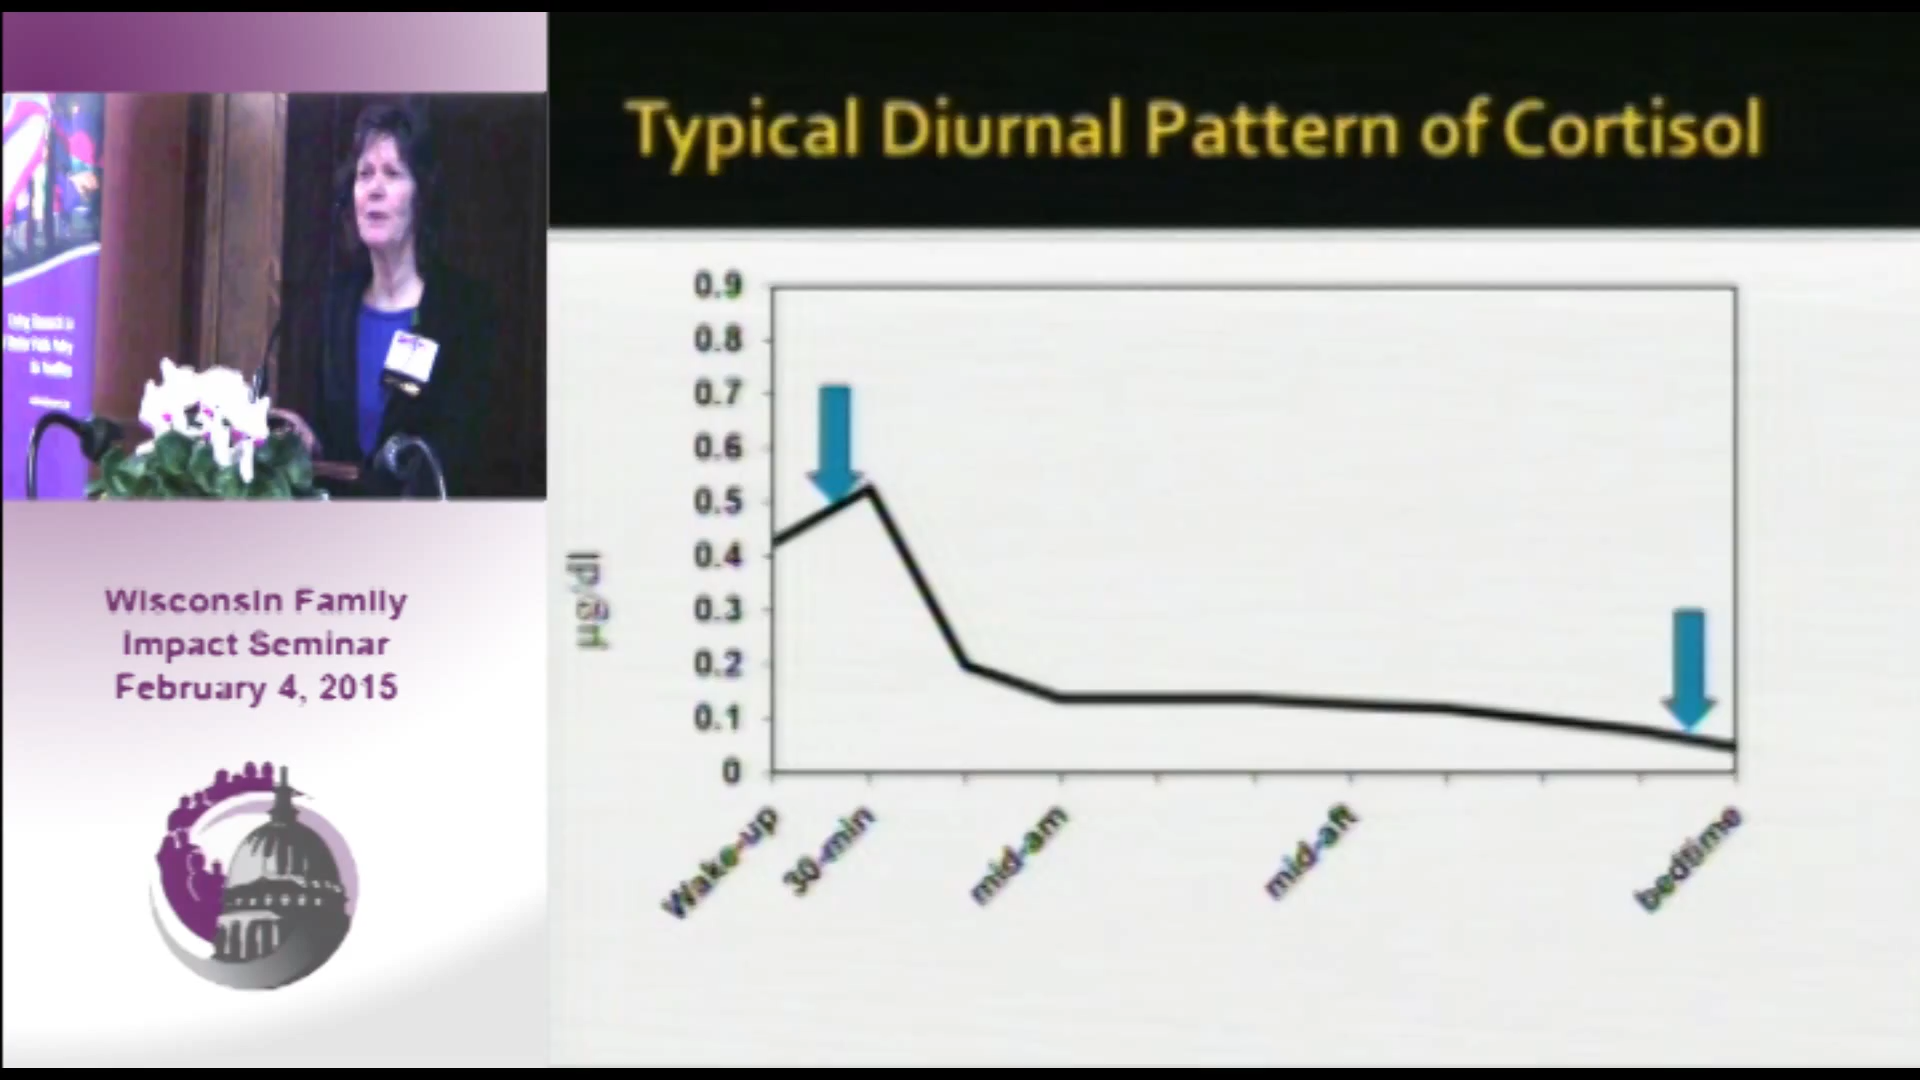 Typical Diurnal Pattern of Cortisol
0.9
0.8
0.7
0.6
0.5
0.4
0.3
0.2
0.1
0
µg/dl
Wake-up
30-min
mid-am
mid-aft
bedtime
Wisconsin Family
Impact Seminar
February 4, 2015